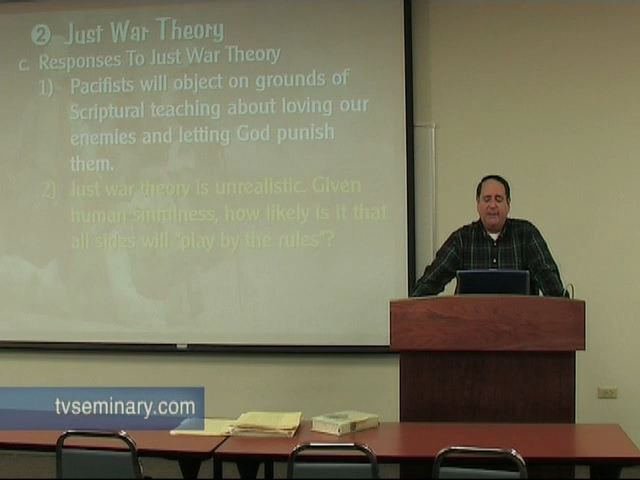 2 Just War Theory
c. Responses To Just War Theory
1) Pacifists will object on grounds of
Scriptural teaching about loving our
enemies and letting God punish
them.
2) Just war theory is unrealistic. Given
human sinfulness, how likely is it that
all sides will "play by the rules"?
tvseminary.com